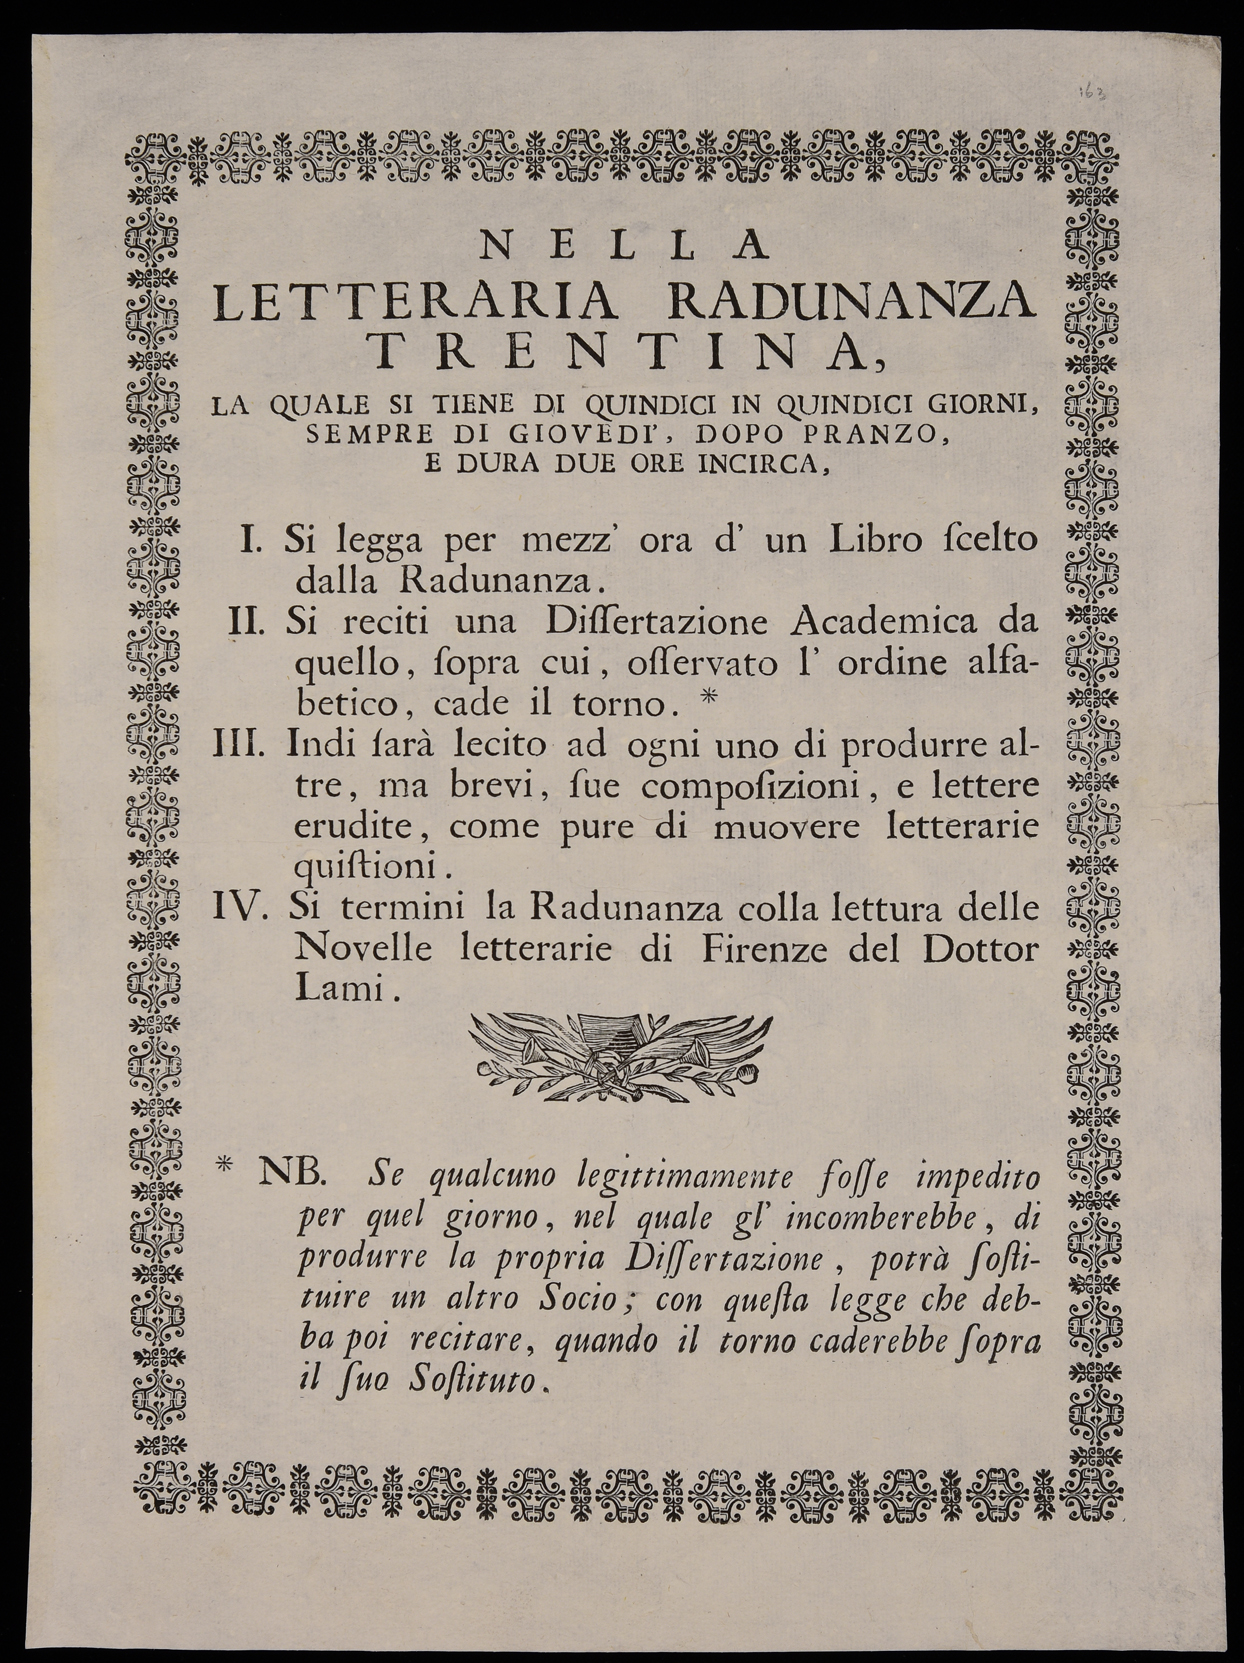 163
NELLA
LETTERARIA RADUNANZA
TRENTINA,
LA QUALE SI TIENE DI QUINDICI IN QUINDICI GIORNI,
SEMPRE DI GIOVEDI', DOPO PRANZO,
E DURA DUE ORE INCIRCA,
I. Si legga per mezz' ora d' un Libro ſcelto
dalla Radunanza.
II. Si reciti una Diſſertazione Academica da
quello, ſopra cui, oſſervato l' ordine alfa-
betico, cade il torno. *
III. Indi ſarà lecito ad ogni uno di produrre al-
tre, ma brevi, ſue compoſizioni, e lettere
erudite, come pure di muovere letterarie
quiſtioni.
IV. Si termini la Radunanza colla lettura delle
Novelle letterarie di Firenze del Dottor
Lami.
* NB. Se qualcuno legittimamente foſſe impedito
per quel giorno, nel quale gl' incomberebbe, di
produrre la propria Diſſertazione, potrà ſoſti-
tuire un altro Socio; con queſta legge che deb-
ba poi recitare, quando il torno caderebbe ſopra
il ſuo Soſtituto.